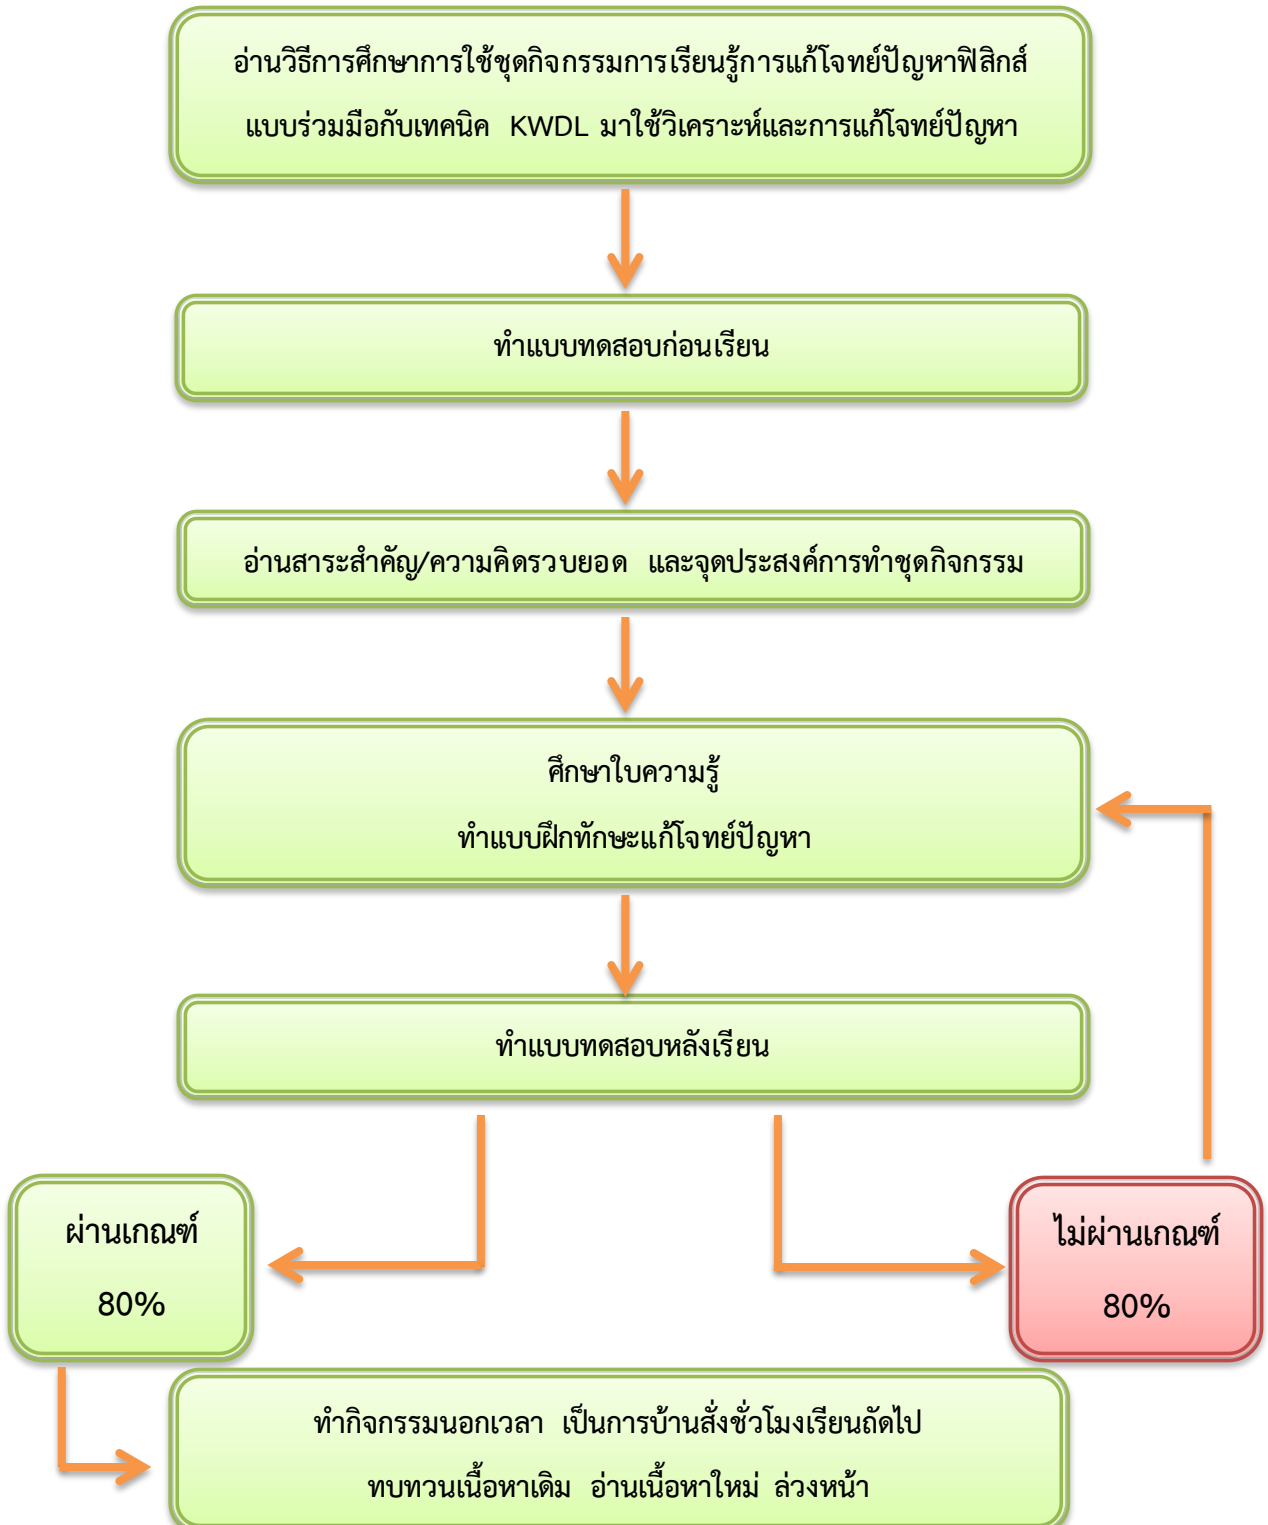 อ่านวิธีการศึกษาการใช้ชุดกิจกรรมการเรียนรู้การแก้โจทย์ปัญหาฟิสิกส์
แบบร่วมมือกับเทคนิค KWDL มาใช้วิเคราะห์และการแก้โจทย์ปัญหา
ทำแบบทดสอบก่อนเรียน
อ่านสาระสำคัญ/ความคิดรวบยอด และจุดประสงค์การทำชุดกิจกรรม
ศึกษาใบความรู้
ทำแบบฝึกทักษะแก้โจทย์ปัญหา
ทำแบบทดสอบหลังเรียน
ผ่านเกณฑ์
80%
ไม่ผ่านเกณฑ์
80%
ทำกิจกรรมนอกเวลา เป็นการบ้านสั่งชั่วโมงเรียนถัดไป
ทบทวนเนื้อหาเดิม อ่านเนื้อหาใหม่ ล่วงหน้า